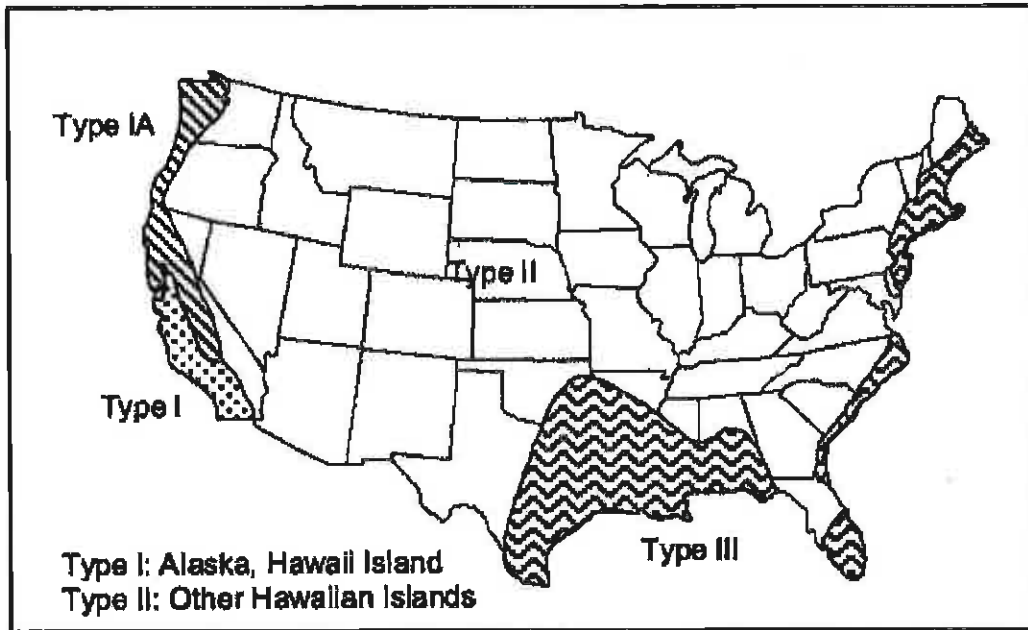 Type IA
Type II
Type I
Type III
Type I: Alaska, Hawaii Island
Type II: Other Hawaiian Islands